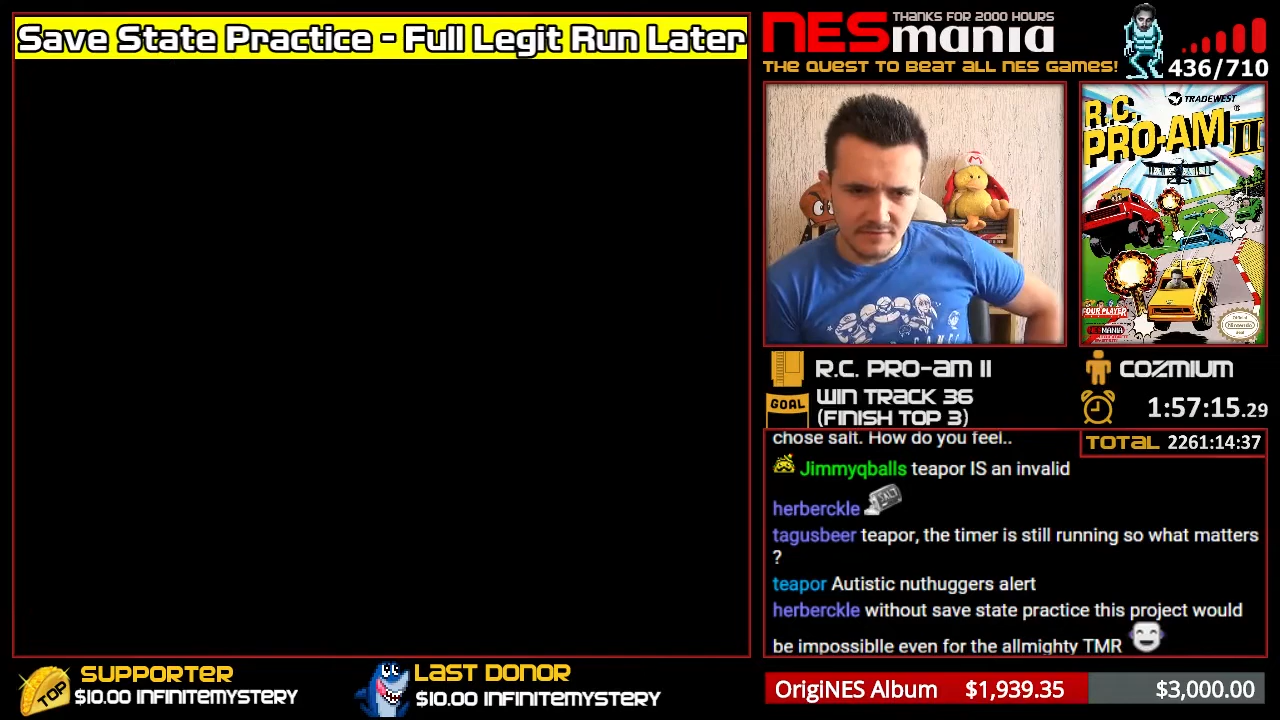 Save State Practice - Full Legit Run Later
NESmania
THANKS FOR 2000 HOURS
THE QUEST TO BEAT ALL NES GAMES!
436/710
TRADEWEST
R.C.
PRO-AM II
FOUR PLAYER
R.C. PRO-AM II
COZMIUM
GOAL
WIN TRACK 36
(FINISH TOP 3)
1:57:15.29
TOTAL 2261:14:37
chose salt. How do you feel..
Jimmyqballs teapor IS an invalid
herberckle SALT
tagusbeer teapor, the timer is still running so what matters
?
teapor Autistic nuthuggers alert
herberckle without save state practice this project would
be impossiblle even for the allmighty TMR
TOP
SUPPORTER
$10.00 INFINITEMYSTERY
LAST DONOR
$10.00 INFINITEMYSTERY
OrigiNES Album $1,939.35 $3,000.00